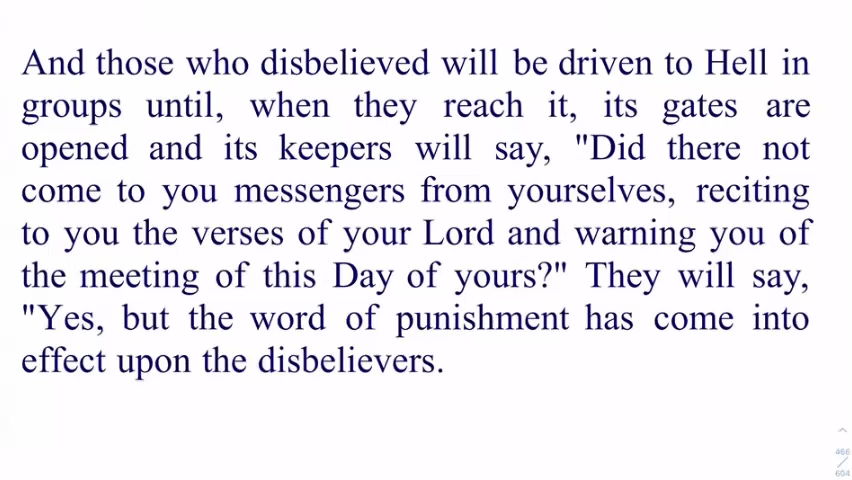 And those who disbelieved will be driven to Hell in
groups until, when they reach it, its gates are
opened and its keepers will say, "Did there not
come to you messengers from yourselves, reciting
to you the verses of your Lord and warning you of
the meeting of this Day of yours?" They will say,
"Yes, but the word of punishment has come into
effect upon the disbelievers.
466
604